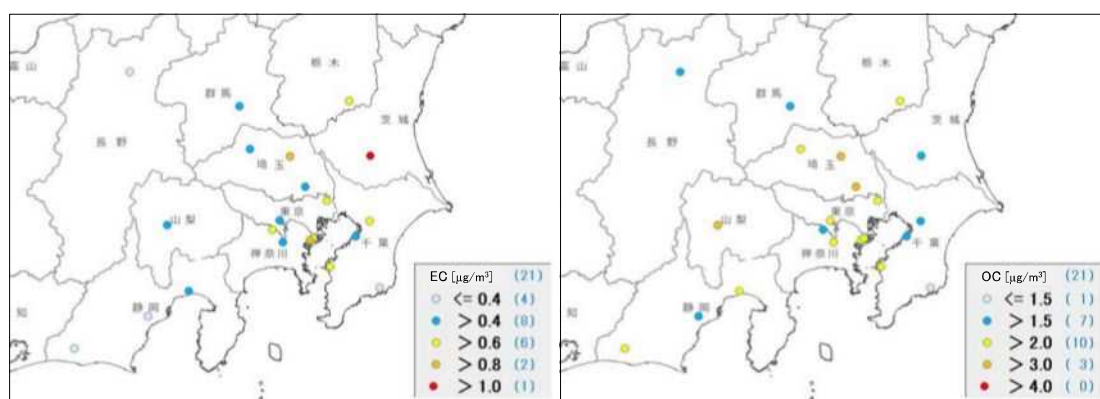 富山
栃木
群馬
茨城
長野
埼玉
東京
山梨
千葉
神奈川
静岡
知
EC [μg/m³] (21)
<= 0.4 (4)
> 0.4 (8)
> 0.6 (6)
> 0.8 (2)
> 1.0 (1)
富山
栃木
群馬
茨城
長野
埼玉
東京
山梨
千葉
神奈川
静岡
知
OC [μg/m³] (21)
<= 1.5 (1)
> 1.5 (7)
> 2.0 (10)
> 3.0 (3)
> 4.0 (0)